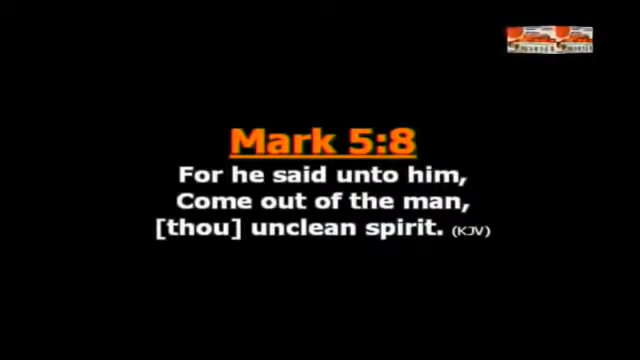 Mark 5:8
For he said unto him,
Come out of the man,
[thou] unclean spirit. (KJV)